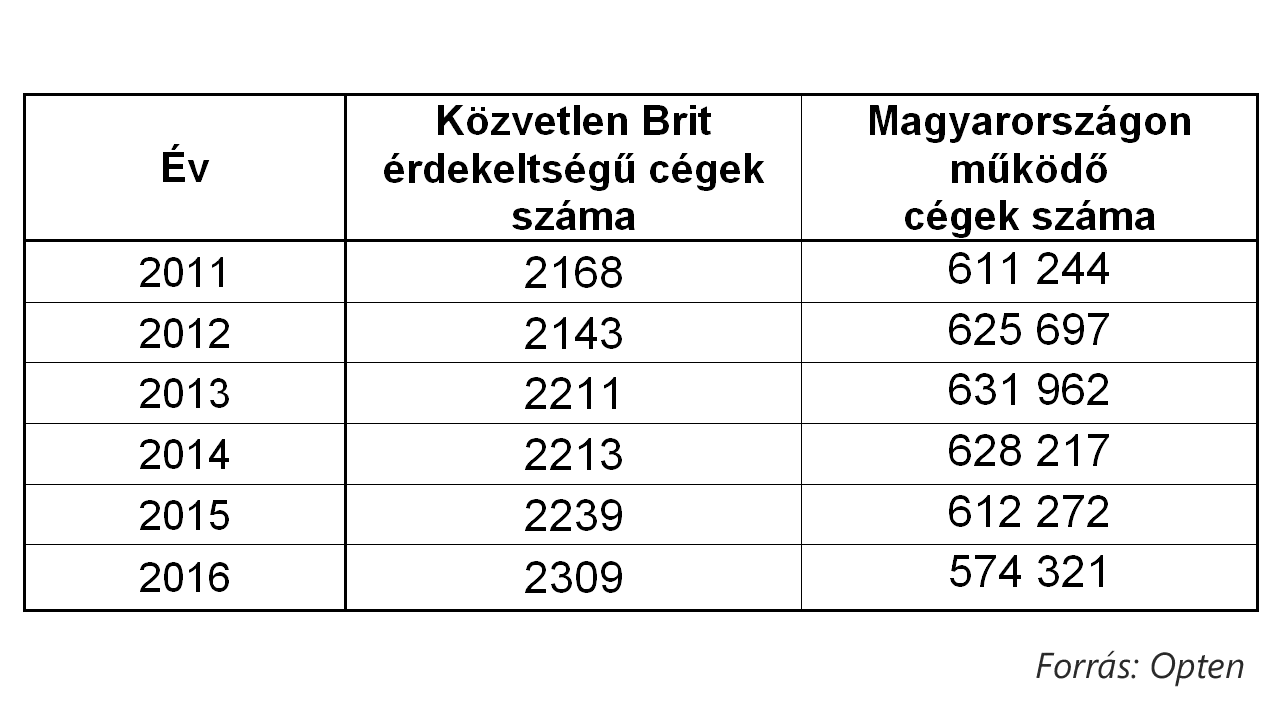 Év
Közvetlen Brit
érdekeltségű cégek
száma
Magyarországon
működő
cégek száma
2011 2168 611 244
2012 2143 625 697
2013 2211 631 962
2014 2213 628 217
2015 2239 612 272
2016 2309 574 321
Forrás: Opten